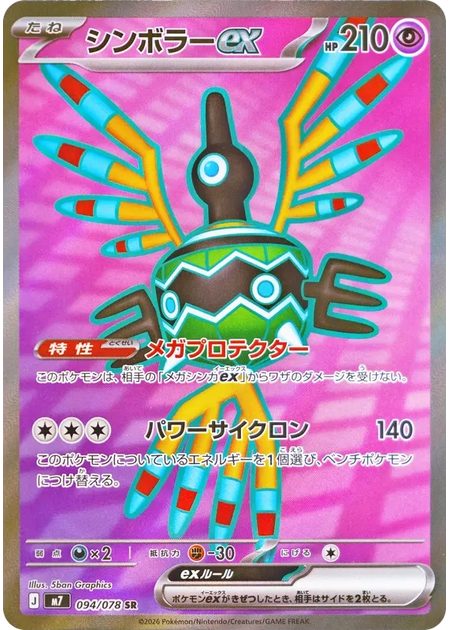 たね シンボラーex HP210
特性 とくせい メガプロテクター
このポケモンは、相手の「メガシンカex」からワザのダメージを受けない。
パワーサイクロン 140
このポケモンについているエネルギーを1個選び、ベンチポケモン
につけ替える。
弱点 ×2 抵抗力 -30 にげる
Illus. 5ban Graphics
exルール
ポケモンexがきぜつしたとき、相手はサイドを2枚とる。
J m7 094/078 SR
©2026 Pokémon/Nintendo/Creatures/GAME FREAK.